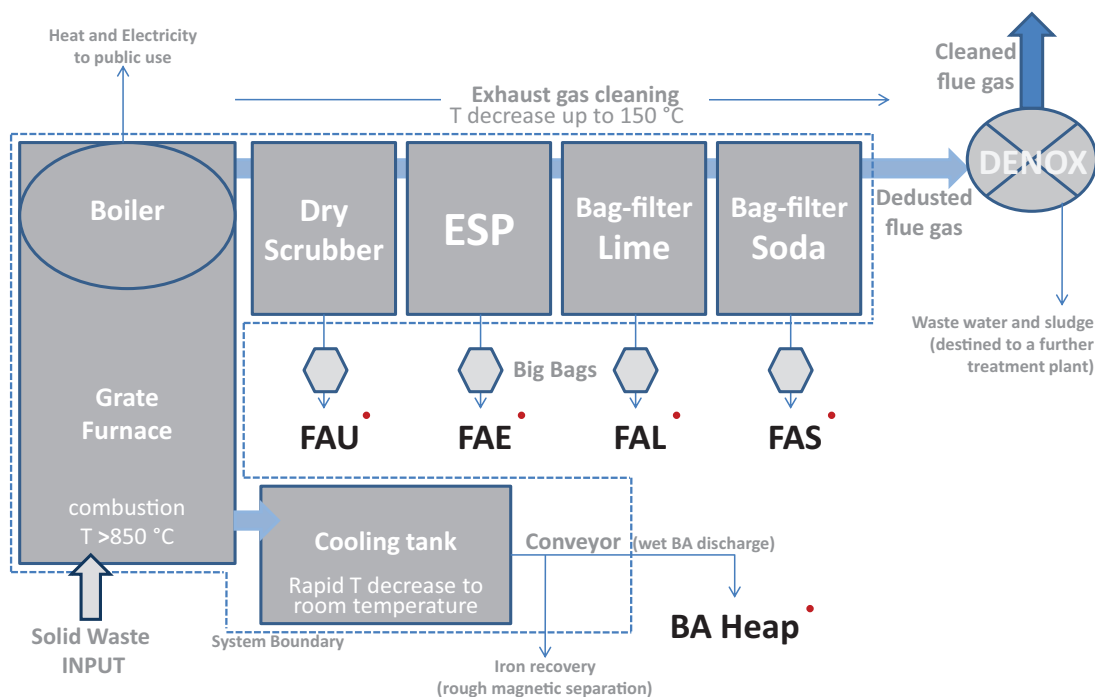 Heat and Electricity
to public use
Exhaust gas cleaning
T decrease up to 150 °C
Cleaned
flue gas
Boiler
Dry
Scrubber
ESP
Bag-filter
Lime
Bag-filter
Soda
DENOX
Dedusted
flue gas
Waste water and sludge
(destined to a further
treatment plant)
Big Bags
FAU
FAE
FAL
FAS
Grate
Furnace
combustion
T >850 °C
Cooling tank
Rapid T decrease to
room temperature
Conveyor (wet BA discharge)
BA Heap
Solid Waste
INPUT
System Boundary
Iron recovery
(rough magnetic separation)